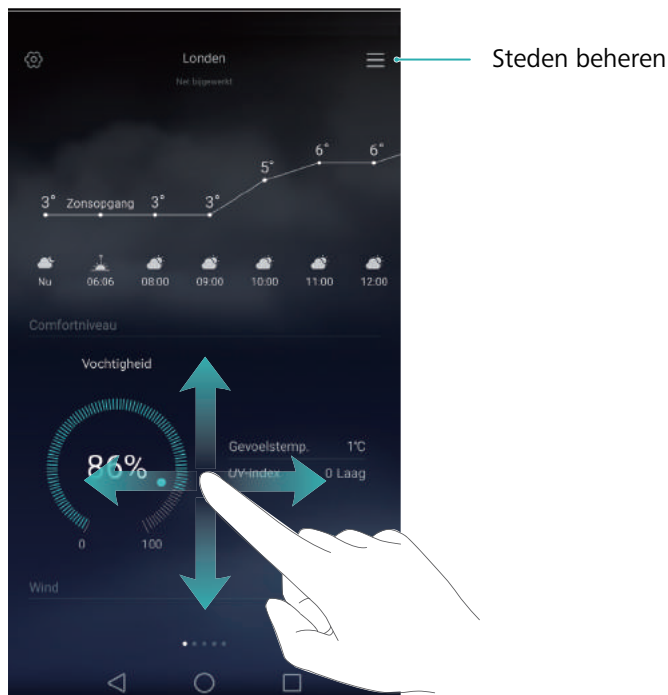 Londen
Steden beheren
Net bijgewerkt
5° 6° 6°
3° Zonsopgang 3° 3°
Nu 06:06 08:00 09:00 10:00 11:00 12:00
Comfortniveau
Vochtigheid
86%
0 100
Gevoelstemp. 1°C
UV-index 0 Laag
Wind